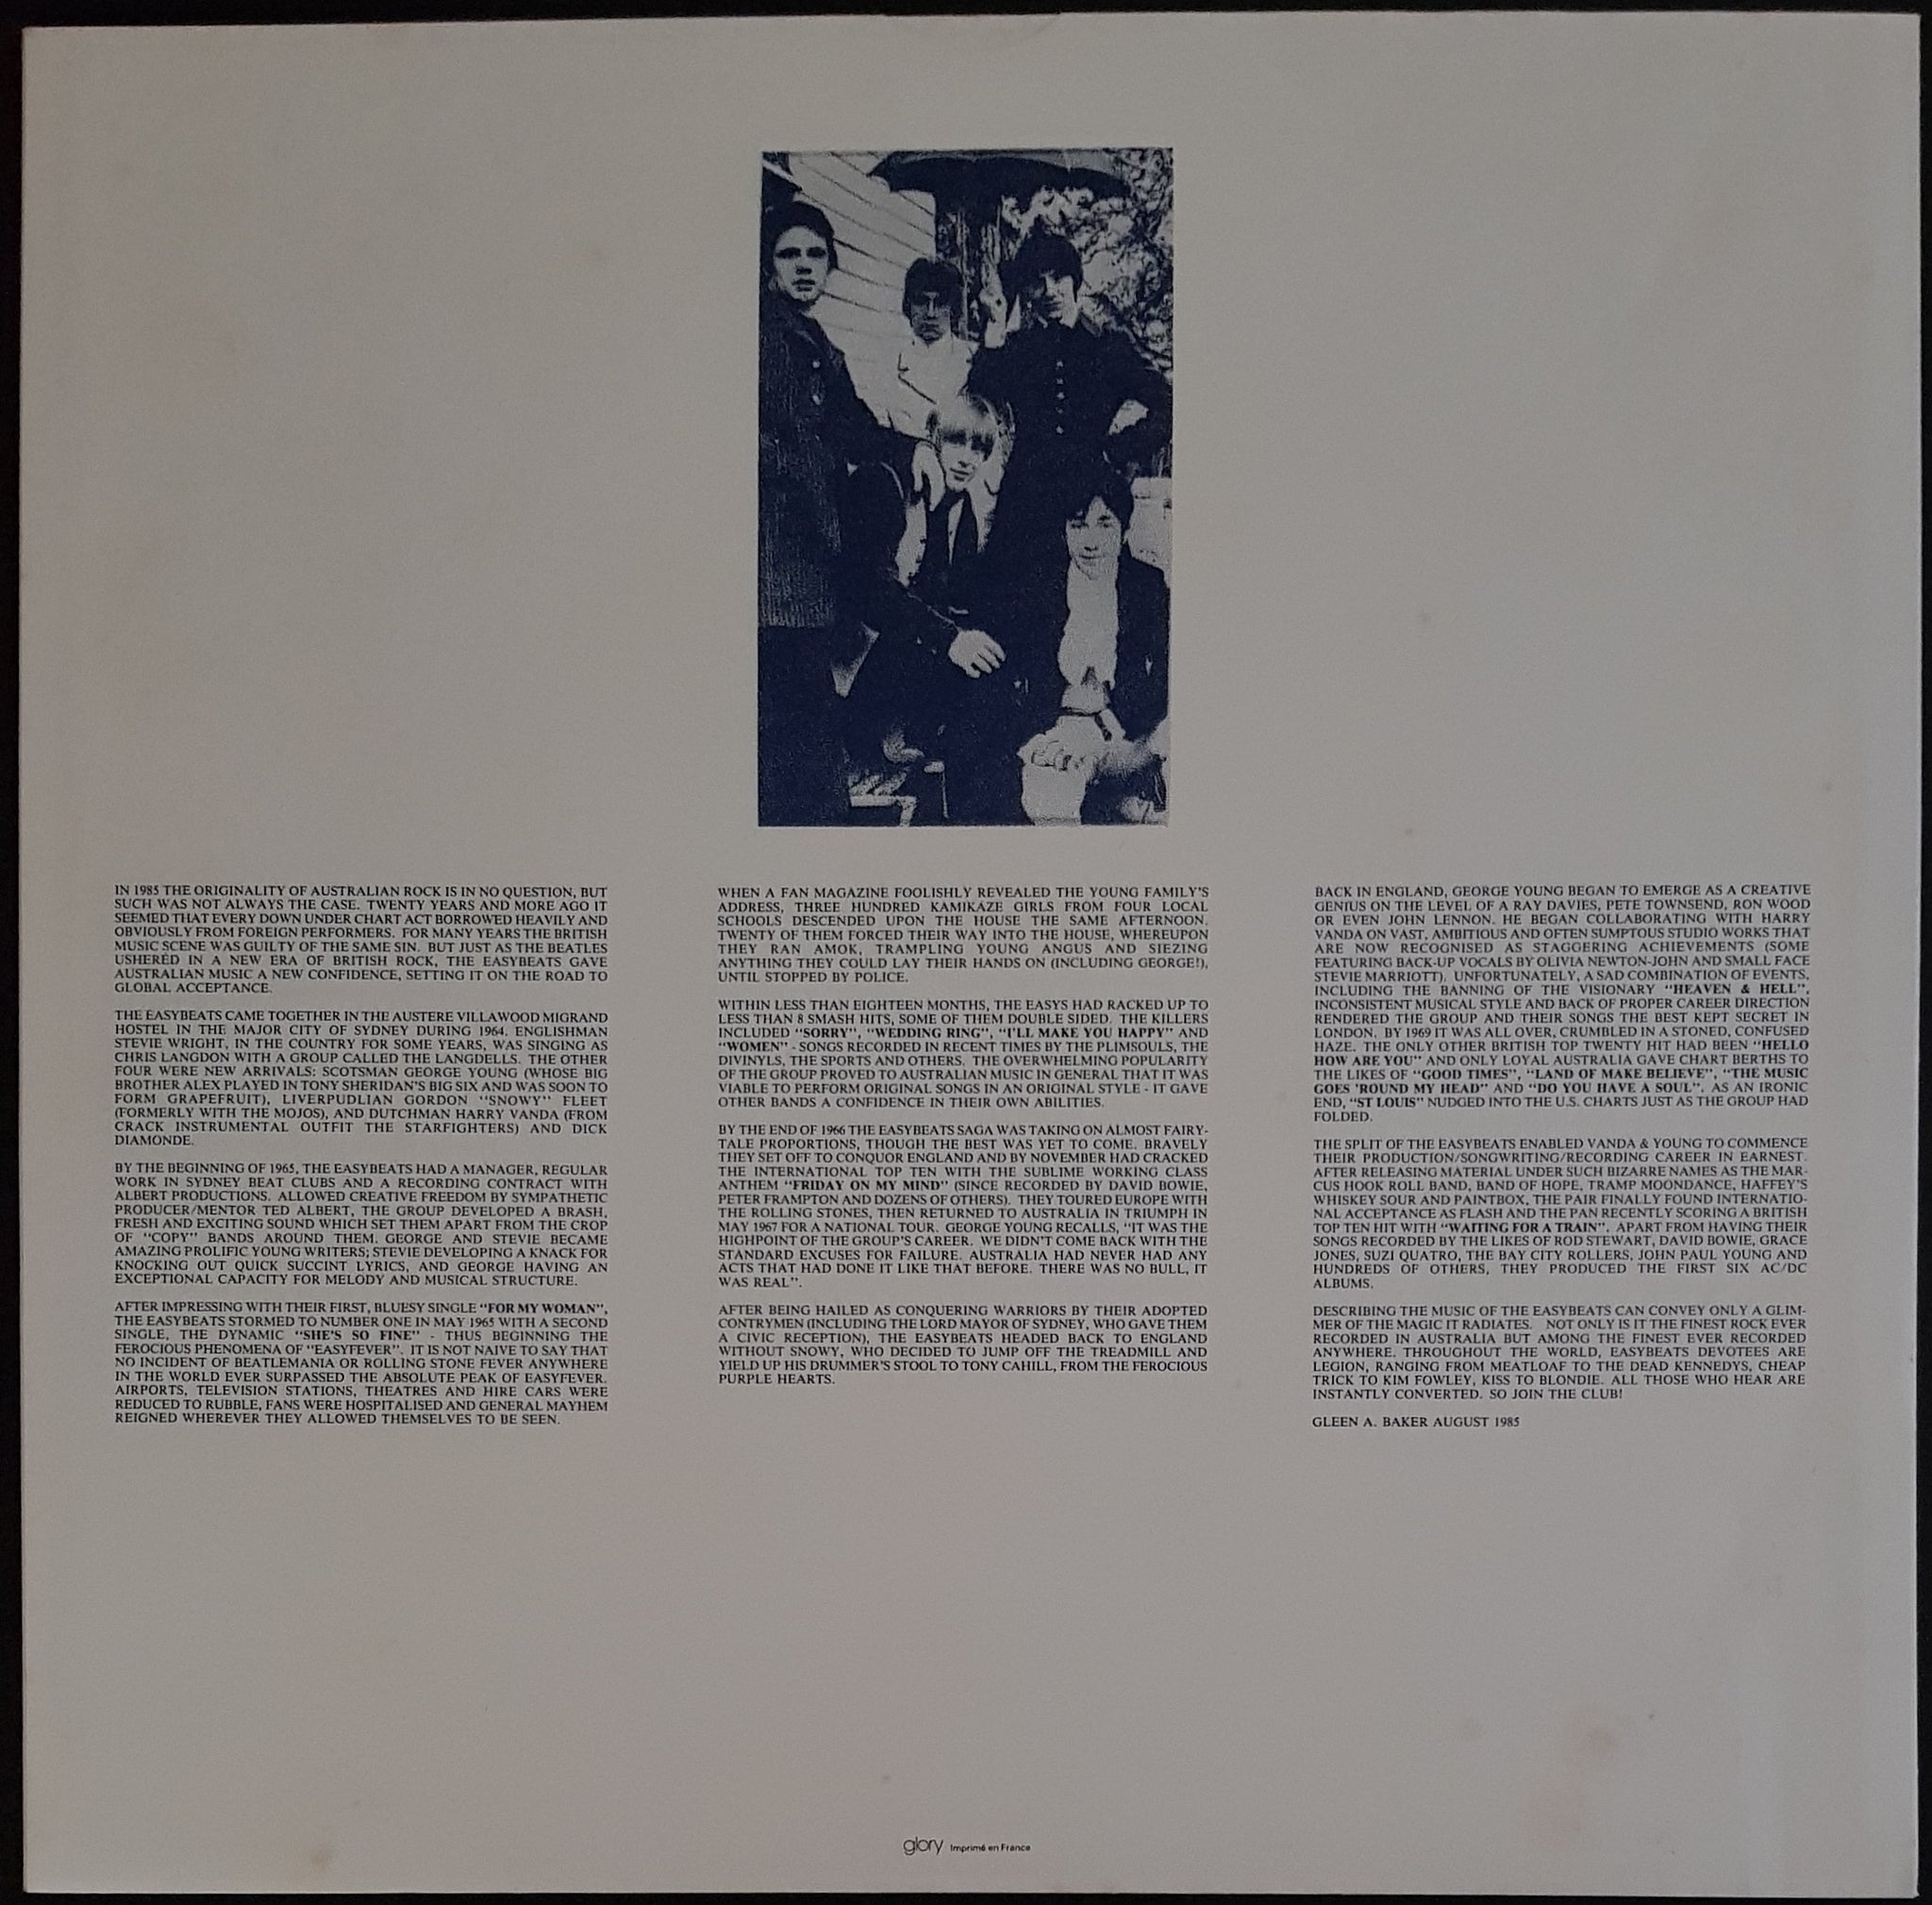 IN 1985 THE ORIGINALITY OF AUSTRALIAN ROCK IS IN NO QUESTION, BUT
SUCH WAS NOT ALWAYS THE CASE. TWENTY YEARS AND MORE AGO IT
SEEMED THAT EVERY DOWN UNDER CHART ACT BORROWED HEAVILY AND
OBVIOUSLY FROM FOREIGN PERFORMERS. FOR MANY YEARS THE BRITISH
MUSIC SCENE WAS GUILTY OF THE SAME SIN. BUT JUST AS THE BEATLES
USHERED IN A NEW ERA OF BRITISH ROCK, THE EASYBEATS GAVE
AUSTRALIAN MUSIC A NEW CONFIDENCE, SETTING IT ON THE ROAD TO
GLOBAL ACCEPTANCE.
THE EASYBEATS CAME TOGETHER IN THE AUSTERE VILLAWOOD MIGRAND
HOSTEL IN THE MAJOR CITY OF SYDNEY DURING 1964. ENGLISHMAN
STEVIE WRIGHT, IN THE COUNTRY FOR SOME YEARS, WAS SINGING AS
CHRIS LANGDON WITH A GROUP CALLED THE LANGDELLS. THE OTHER
FOUR WERE NEW ARRIVALS: SCOTSMAN GEORGE YOUNG (WHOSE BIG
BROTHER ALEX PLAYED IN TONY SHERIDAN'S BIG SIX AND WAS SOON TO
FORM GRAPEFRUIT), LIVERPUDLIAN GORDON "SNOWY" FLEET
(FORMERLY WITH THE MOJOS), AND DUTCHMAN HARRY VANDA (FROM
CRACK INSTRUMENTAL OUTFIT THE STARFIGHTERS) AND DICK
DIAMONDE.
BY THE BEGINNING OF 1965, THE EASYBEATS HAD A MANAGER, REGULAR
WORK IN SYDNEY BEAT CLUBS AND A RECORDING CONTRACT WITH
ALBERT PRODUCTIONS. ALLOWED CREATIVE FREEDOM BY SYMPATHETIC
PRODUCER/MENTOR TED ALBERT, THE GROUP DEVELOPED A BRASH,
FRESH AND EXCITING SOUND WHICH SET THEM APART FROM THE CROP
OF "COPY" BANDS AROUND THEM. GEORGE AND STEVIE BECAME
AMAZING PROLIFIC YOUNG WRITERS; STEVIE DEVELOPING A KNACK FOR
KNOCKING OUT QUICK SUCCINT LYRICS, AND GEORGE HAVING AN
EXCEPTIONAL CAPACITY FOR MELODY AND MUSICAL STRUCTURE.
AFTER IMPRESSING WITH THEIR FIRST, BLUESY SINGLE "FOR MY WOMAN",
THE EASYBEATS STORMED TO NUMBER ONE IN MAY 1965 WITH A SECOND
SINGLE, THE DYNAMIC "SHE'S SO FINE" - THUS BEGINNING THE
FEROCIOUS PHENOMENA OF "EASYFEVER". IT IS NOT NAIVE TO SAY THAT
NO INCIDENT OF BEATLEMANIA OR ROLLING STONE FEVER ANYWHERE
IN THE WORLD EVER SURPASSED THE ABSOLUTE PEAK OF EASYFEVER.
AIRPORTS, TELEVISION STATIONS, THEATRES AND HIRE CARS WERE
REDUCED TO RUBBLE, FANS WERE HOSPITALISED AND GENERAL MAYHEM
REIGNED WHEREVER THEY ALLOWED THEMSELVES TO BE SEEN.
WHEN A FAN MAGAZINE FOOLISHLY REVEALED THE YOUNG FAMILY'S
ADDRESS, THREE HUNDRED KAMIKAZE GIRLS FROM FOUR LOCAL
SCHOOLS DESCENDED UPON THE HOUSE THE SAME AFTERNOON.
TWENTY OF THEM FORCED THEIR WAY INTO THE HOUSE, WHEREUPON
THEY RAN AMOK, TRAMPLING YOUNG ANGUS AND SIEZING
ANYTHING THEY COULD LAY THEIR HANDS ON (INCLUDING GEORGE!),
UNTIL STOPPED BY POLICE.
WITHIN LESS THAN EIGHTEEN MONTHS, THE EASYS HAD RACKED UP TO
LESS THAN 8 SMASH HITS, SOME OF THEM DOUBLE SIDED. THE KILLERS
INCLUDED "SORRY", "WEDDING RING", "I'LL MAKE YOU HAPPY" AND
"WOMEN" - SONGS RECORDED IN RECENT TIMES BY THE PLIMSOULS, THE
DIVINYLS, THE SPORTS AND OTHERS. THE OVERWHELMING POPULARITY
OF THE GROUP PROVED TO AUSTRALIAN MUSIC IN GENERAL THAT IT WAS
VIABLE TO PERFORM ORIGINAL SONGS IN AN ORIGINAL STYLE - IT GAVE
OTHER BANDS A CONFIDENCE IN THEIR OWN ABILITIES.
BY THE END OF 1966 THE EASYBEATS SAGA WAS TAKING ON ALMOST FAIRY-
TALE PROPORTIONS, THOUGH THE BEST WAS YET TO COME. BRAVELY
THEY SET OFF TO CONQUOR ENGLAND AND BY NOVEMBER HAD CRACKED
THE INTERNATIONAL TOP TEN WITH THE SUBLIME WORKING CLASS
ANTHEM "FRIDAY ON MY MIND" (SINCE RECORDED BY DAVID BOWIE,
PETER FRAMPTON AND DOZENS OF OTHERS). THEY TOURED EUROPE WITH
THE ROLLING STONES, THEN RETURNED TO AUSTRALIA IN TRIUMPH IN
MAY 1967 FOR A NATIONAL TOUR. GEORGE YOUNG RECALLS, "IT WAS THE
HIGHPOINT OF THE GROUP'S CAREER. WE DIDN'T COME BACK WITH THE
STANDARD EXCUSES FOR FAILURE. AUSTRALIA HAD NEVER HAD ANY
ACTS THAT HAD DONE IT LIKE THAT BEFORE. THERE WAS NO BULL, IT
WAS REAL".
AFTER BEING HAILED AS CONQUERING WARRIORS BY THEIR ADOPTED
CONTRYMEN (INCLUDING THE LORD MAYOR OF SYDNEY, WHO GAVE THEM
A CIVIC RECEPTION), THE EASYBEATS HEADED BACK TO ENGLAND
WITHOUT SNOWY, WHO DECIDED TO JUMP OFF THE TREADMILL AND
YIELD UP HIS DRUMMER'S STOOL TO TONY CAHILL, FROM THE FEROCIOUS
PURPLE HEARTS.
BACK IN ENGLAND, GEORGE YOUNG BEGAN TO EMERGE AS A CREATIVE
GENIUS ON THE LEVEL OF A RAY DAVIES, PETE TOWNSEND, RON WOOD
OR EVEN JOHN LENNON. HE BEGAN COLLABORATING WITH HARRY
VANDA ON VAST, AMBITIOUS AND OFTEN SUMPTOUS STUDIO WORKS THAT
ARE NOW RECOGNISED AS STAGGERING ACHIEVEMENTS (SOME
FEATURING BACK-UP VOCALS BY OLIVIA NEWTON-JOHN AND SMALL FACE
STEVIE MARRIOTT). UNFORTUNATELY, A SAD COMBINATION OF EVENTS,
INCLUDING THE BANNING OF THE VISIONARY "HEAVEN & HELL",
INCONSISTENT MUSICAL STYLE AND BACK OF PROPER CAREER DIRECTION
RENDERED THE GROUP AND THEIR SONGS THE BEST KEPT SECRET IN
LONDON. BY 1969 IT WAS ALL OVER, CRUMBLED IN A STONED, CONFUSED
HAZE. THE ONLY OTHER BRITISH TOP TWENTY HIT HAD BEEN "HELLO
HOW ARE YOU" AND ONLY LOYAL AUSTRALIA GAVE CHART BERTHS TO
THE LIKES OF "GOOD TIMES", "LAND OF MAKE BELIEVE", "THE MUSIC
GOES 'ROUND MY HEAD" AND "DO YOU HAVE A SOUL". AS AN IRONIC
END, "ST LOUIS" NUDGED INTO THE U.S. CHARTS JUST AS THE GROUP HAD
FOLDED.
THE SPLIT OF THE EASYBEATS ENABLED VANDA & YOUNG TO COMMENCE
THEIR PRODUCTION/SONGWRITING/RECORDING CAREER IN EARNEST.
AFTER RELEASING MATERIAL UNDER SUCH BIZARRE NAMES AS THE MAR-
CUS HOOK ROLL BAND, BAND OF HOPE, TRAMP MOONDANCE, HAFFEY'S
WHISKEY SOUR AND PAINTBOX, THE PAIR FINALLY FOUND INTERNATIO-
NAL ACCEPTANCE AS FLASH AND THE PAN RECENTLY SCORING A BRITISH
TOP TEN HIT WITH "WAITING FOR A TRAIN". APART FROM HAVING THEIR
SONGS RECORDED BY THE LIKES OF ROD STEWART, DAVID BOWIE, GRACE
JONES, SUZI QUATRO, THE BAY CITY ROLLERS, JOHN PAUL YOUNG AND
HUNDREDS OF OTHERS, THEY PRODUCED THE FIRST SIX AC/DC
ALBUMS.
DESCRIBING THE MUSIC OF THE EASYBEATS CAN CONVEY ONLY A GLIM-
MER OF THE MAGIC IT RADIATES. NOT ONLY IS IT THE FINEST ROCK EVER
RECORDED IN AUSTRALIA BUT AMONG THE FINEST EVER RECORDED
ANYWHERE. THROUGHOUT THE WORLD, EASYBEATS DEVOTEES ARE
LEGION, RANGING FROM MEATLOAF TO THE DEAD KENNEDYS, CHEAP
TRICK TO KIM FOWLEY, KISS TO BLONDIE. ALL THOSE WHO HEAR ARE
INSTANTLY CONVERTED. SO JOIN THE CLUB!
GLEEN A. BAKER AUGUST 1985
glory Imprimé en France